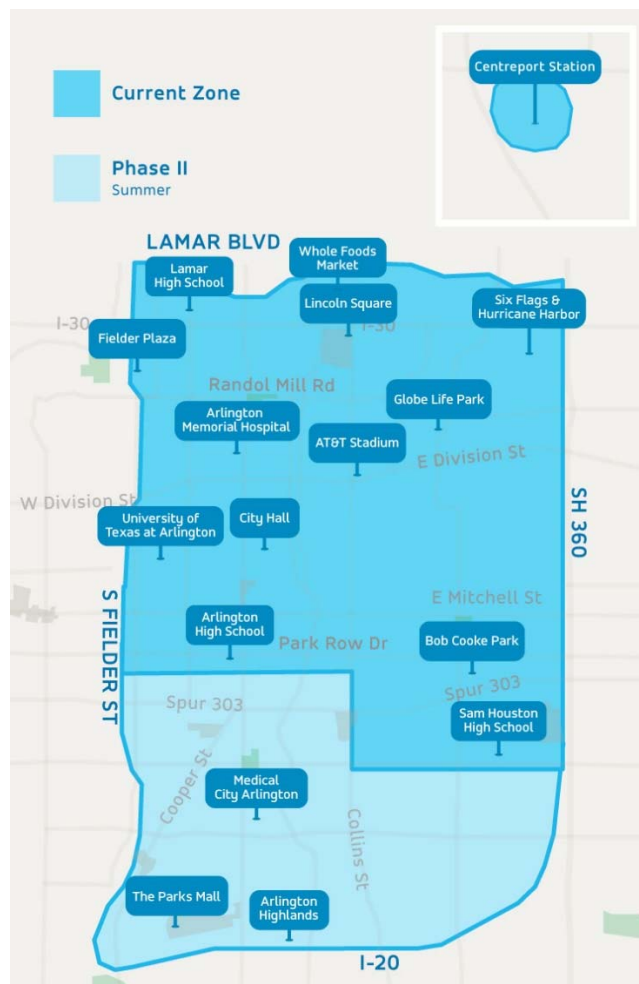 Centreport Station
Current Zone
Phase II
Summer
LAMAR BLVD
Whole Foods
Market
Lamar
High School
Lincoln Square
Six Flags &
Hurricane Harbor
I-30
I-30
Fielder Plaza
Randol Mill Rd
Globe Life Park
Arlington
Memorial Hospital
AT&T Stadium
E Division St
W Division St
SH 360
University of
Texas at Arlington
City Hall
S FIELDER ST
E Mitchell St
Arlington
High School
Park Row Dr
Bob Cooke Park
Spur 303
Spur 303
Sam Houston
High School
Cooper St
Medical
City Arlington
Collins St
The Parks Mall
Arlington
Highlands
I-20